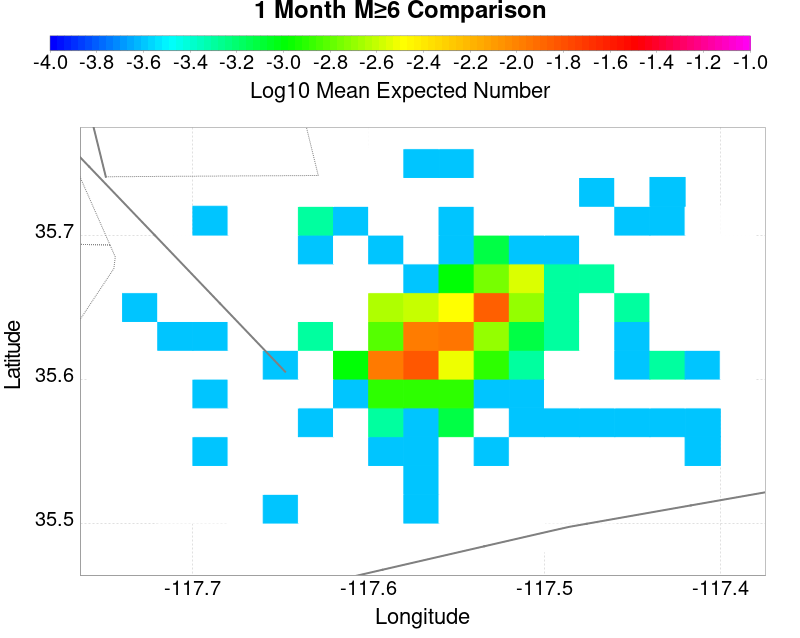 1 Month M≥6 Comparison
-4.0 -3.8 -3.6 -3.4 -3.2 -3.0 -2.8 -2.6 -2.4 -2.2 -2.0 -1.8 -1.6 -1.4 -1.2 -1.0
Log10 Mean Expected Number
35.7
35.6
35.5
Latitude
-117.7 -117.6 -117.5 -117.4
Longitude